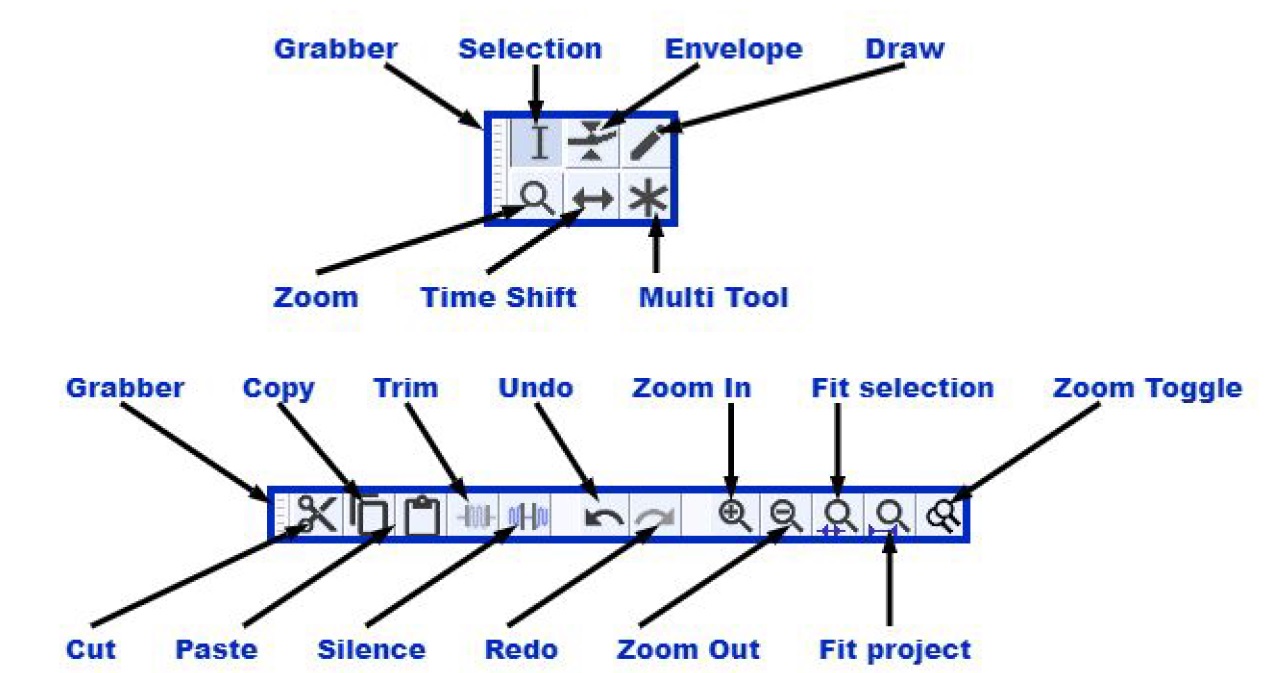 Grabber Selection Envelope Draw
Zoom Time Shift Multi Tool
Grabber Copy Trim Undo Zoom In Fit selection Zoom Toggle
Cut Paste Silence Redo Zoom Out Fit project